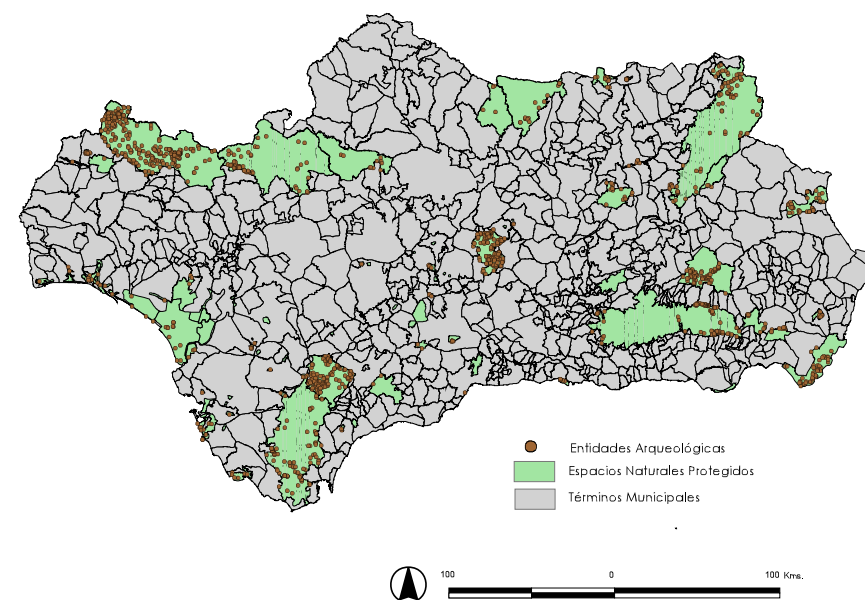 Entidades Arqueológicas
Espacios Naturales Protegidos
Términos Municipales
100 0 100 Kms.